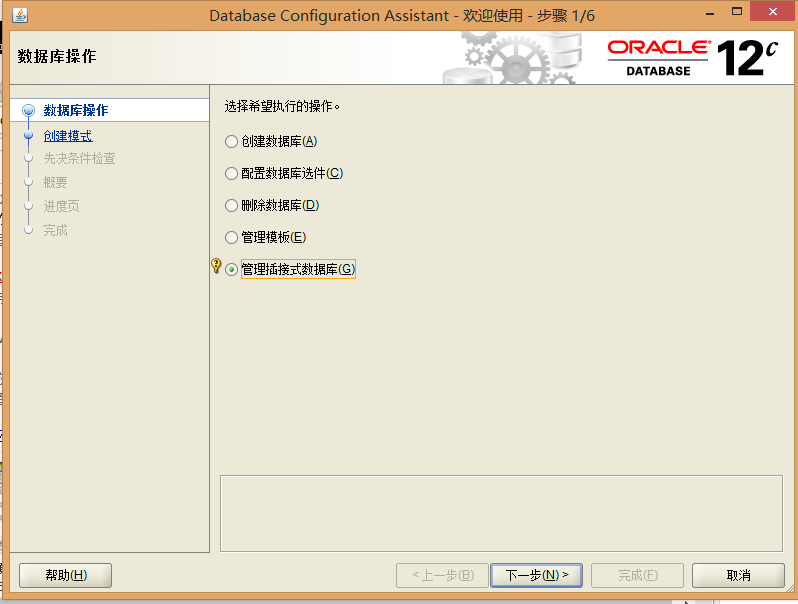 Database Configuration Assistant - 欢迎使用 - 步骤 1/6
数据库操作
ORACLE
DATABASE
12c
数据库操作
创建模式
先决条件检查
概要
进度页
完成
选择希望执行的操作。
创建数据库(A)
配置数据库选件(C)
删除数据库(D)
管理模板(E)
管理插接式数据库(G)
帮助(H)
< 上一步(B)
下一步(N) >
完成(F)
取消